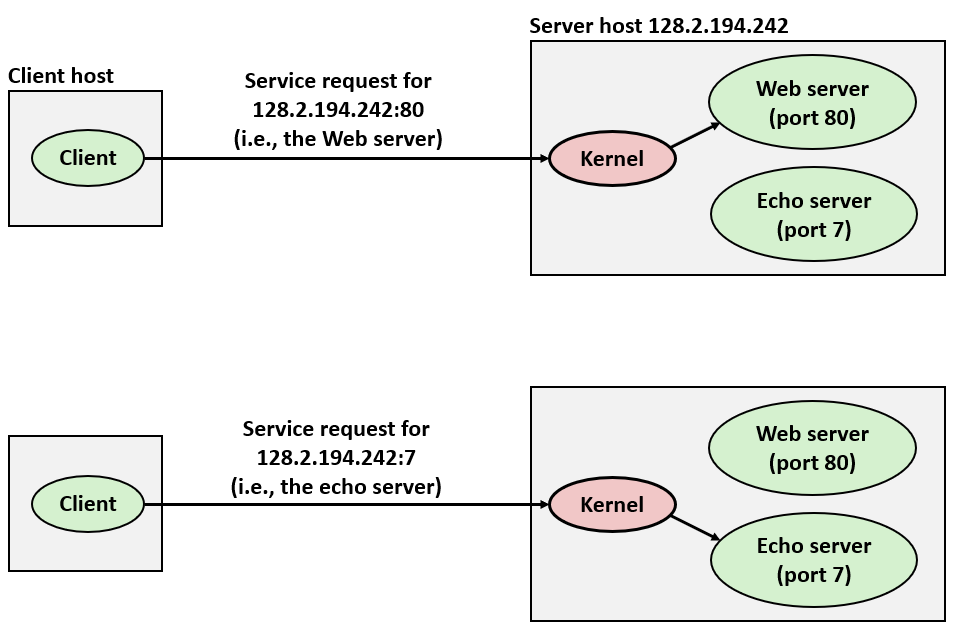 Server host 128.2.194.242
Client host
Service request for
128.2.194.242:80
(i.e., the Web server)
Client
Kernel
Web server
(port 80)
Echo server
(port 7)
Service request for
128.2.194.242:7
(i.e., the echo server)
Client
Kernel
Web server
(port 80)
Echo server
(port 7)